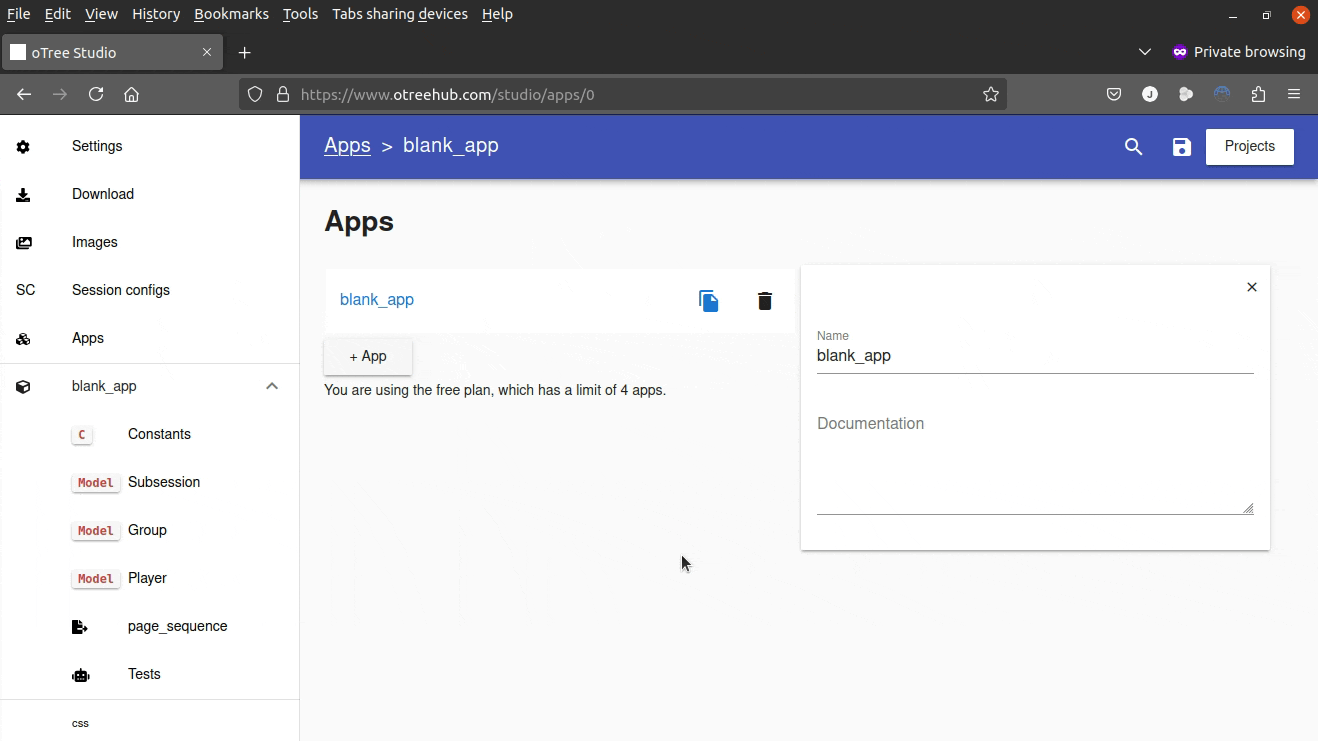 File Edit View History Bookmarks Tools Tabs sharing devices Help
oTree Studio
Private browsing
https://www.otreehub.com/studio/apps/0
J
Settings
Download
Images
SC Session configs
Apps
blank_app
C Constants
Model Subsession
Model Group
Model Player
page_sequence
Tests
css
Apps > blank_app
Projects
Apps
blank_app
+ App
You are using the free plan, which has a limit of 4 apps.
Name
blank_app
Documentation